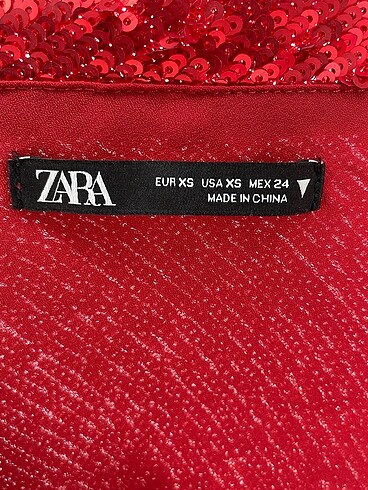 ZARA
EUR XS USA XS MEX 24
MADE IN CHINA